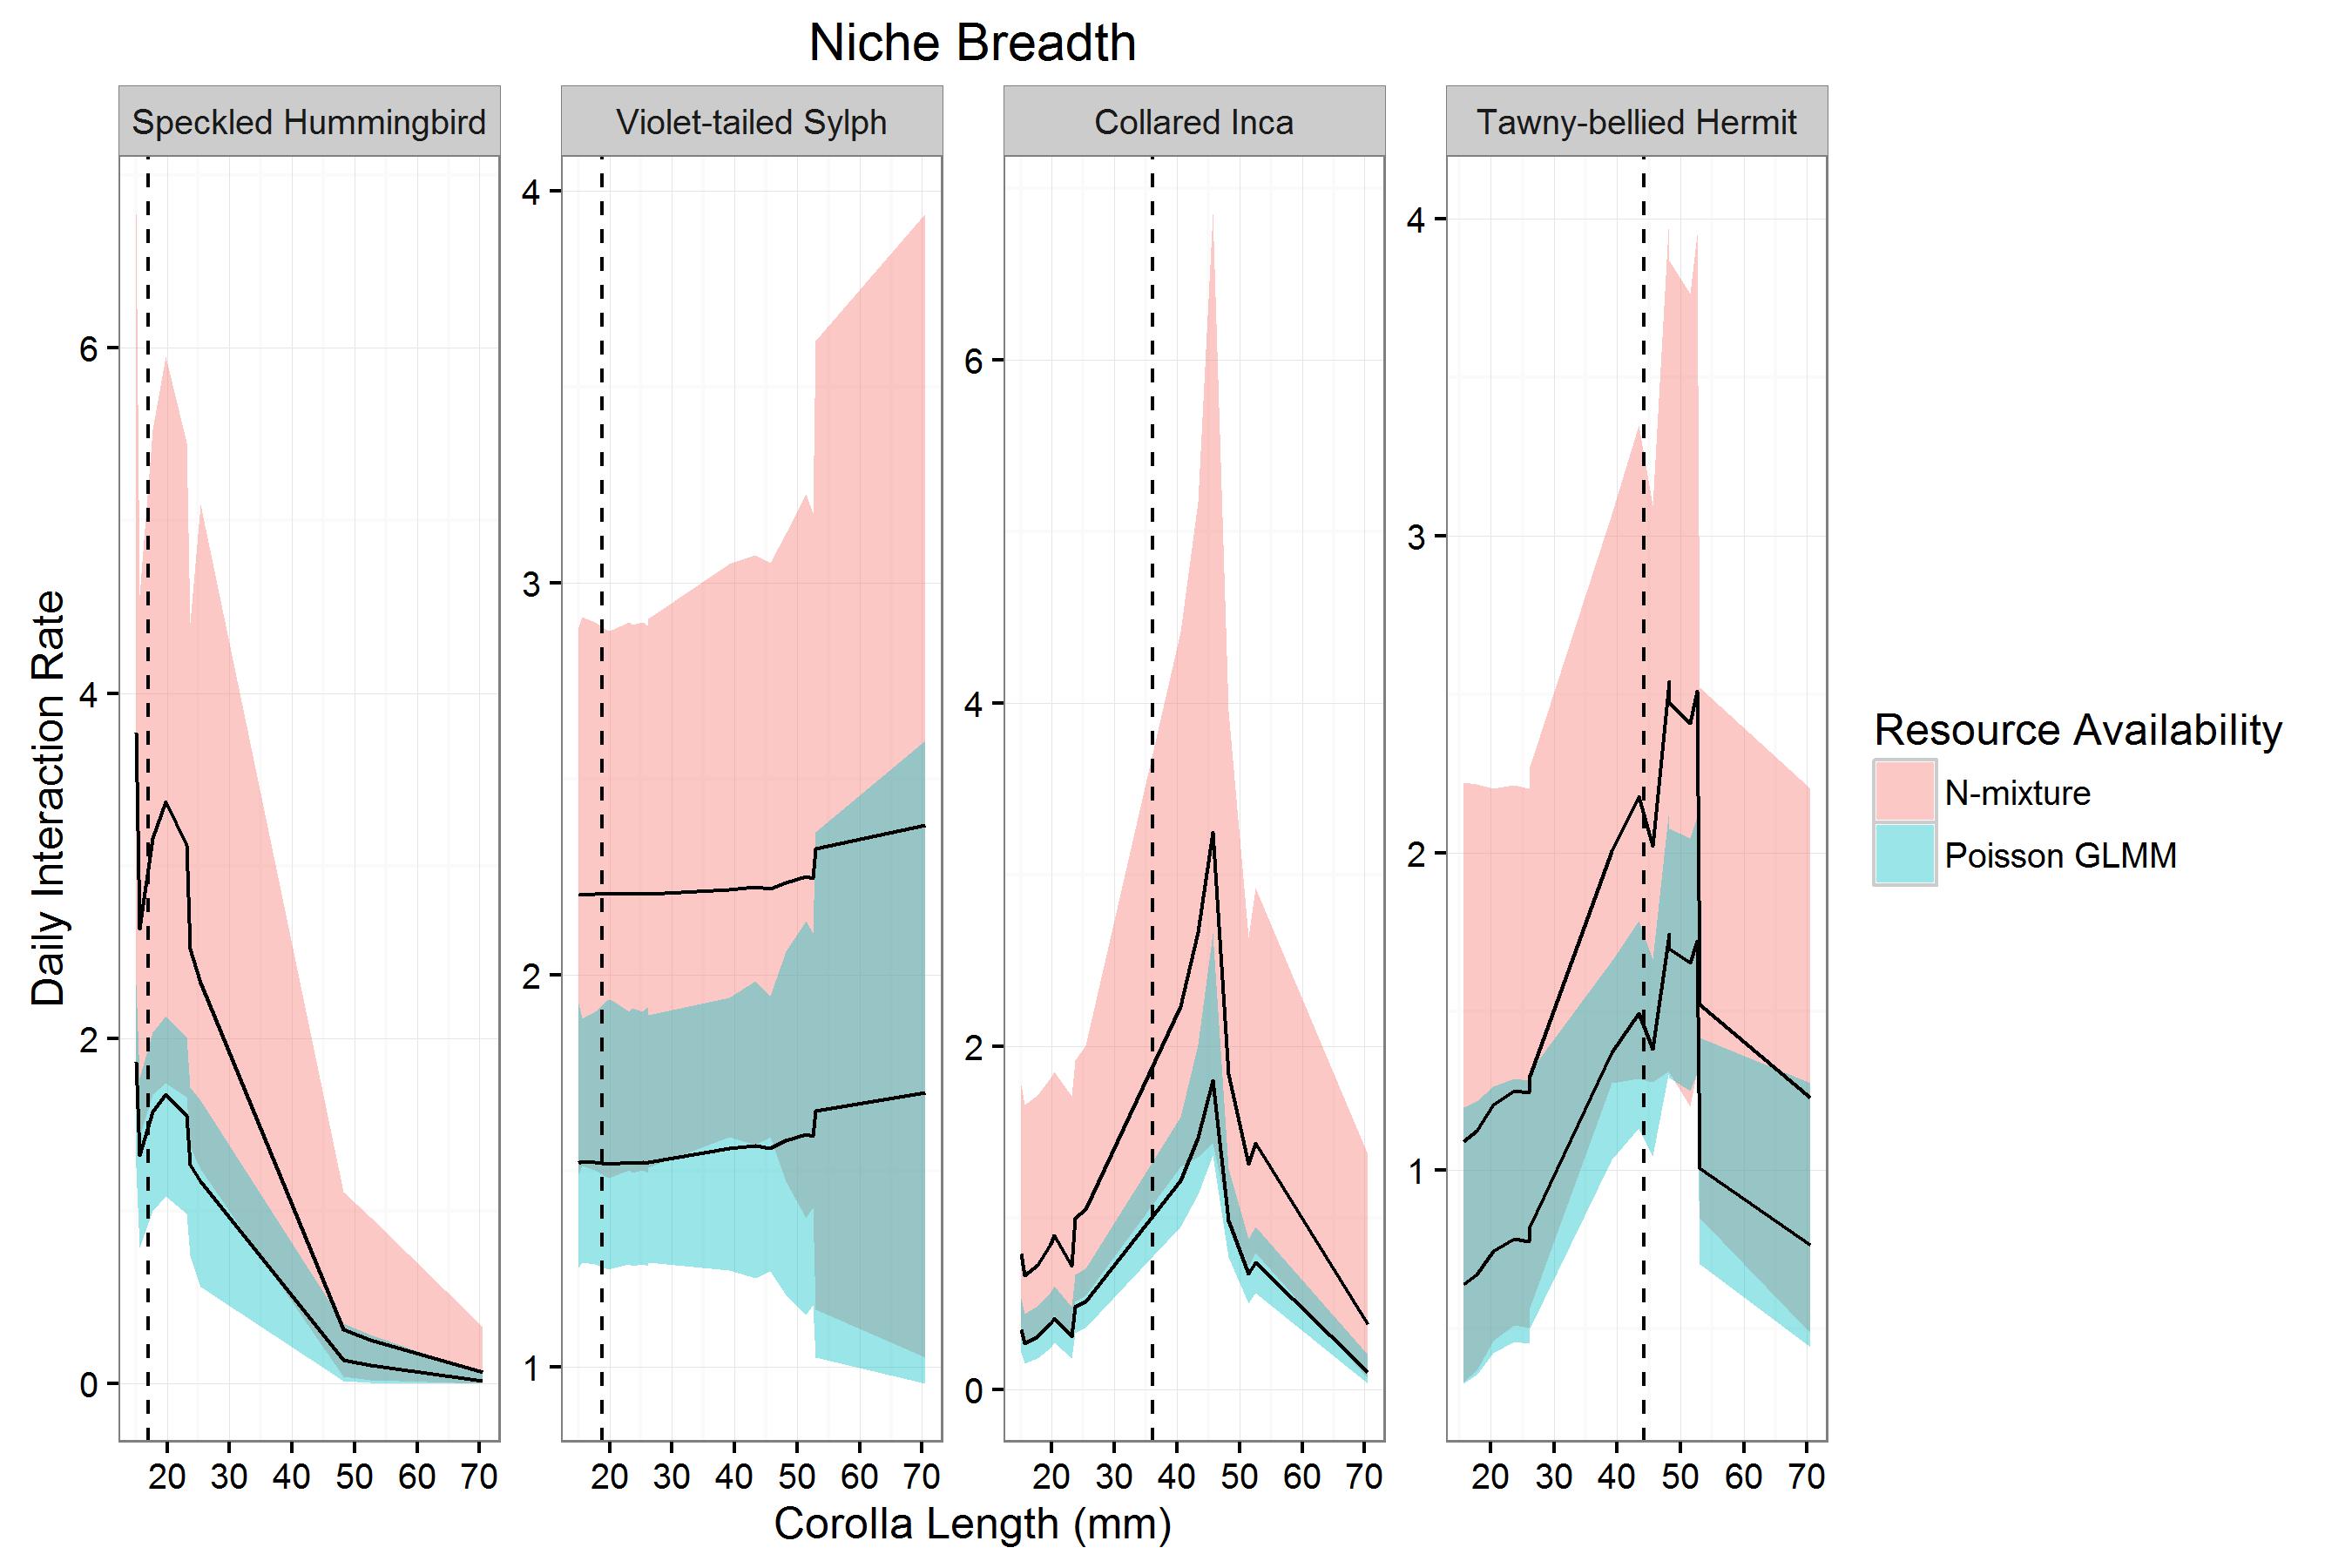 Niche Breadth
Speckled Hummingbird
Violet-tailed Sylph
Collared Inca
Tawny-bellied Hermit
Daily Interaction Rate
6
4
2
0
4
3
2
1
6
4
2
0
4
3
2
1
20 30 40 50 60 70
20 30 40 50 60 70
20 30 40 50 60 70
20 30 40 50 60 70
Corolla Length (mm)
Resource Availability
N-mixture
Poisson GLMM